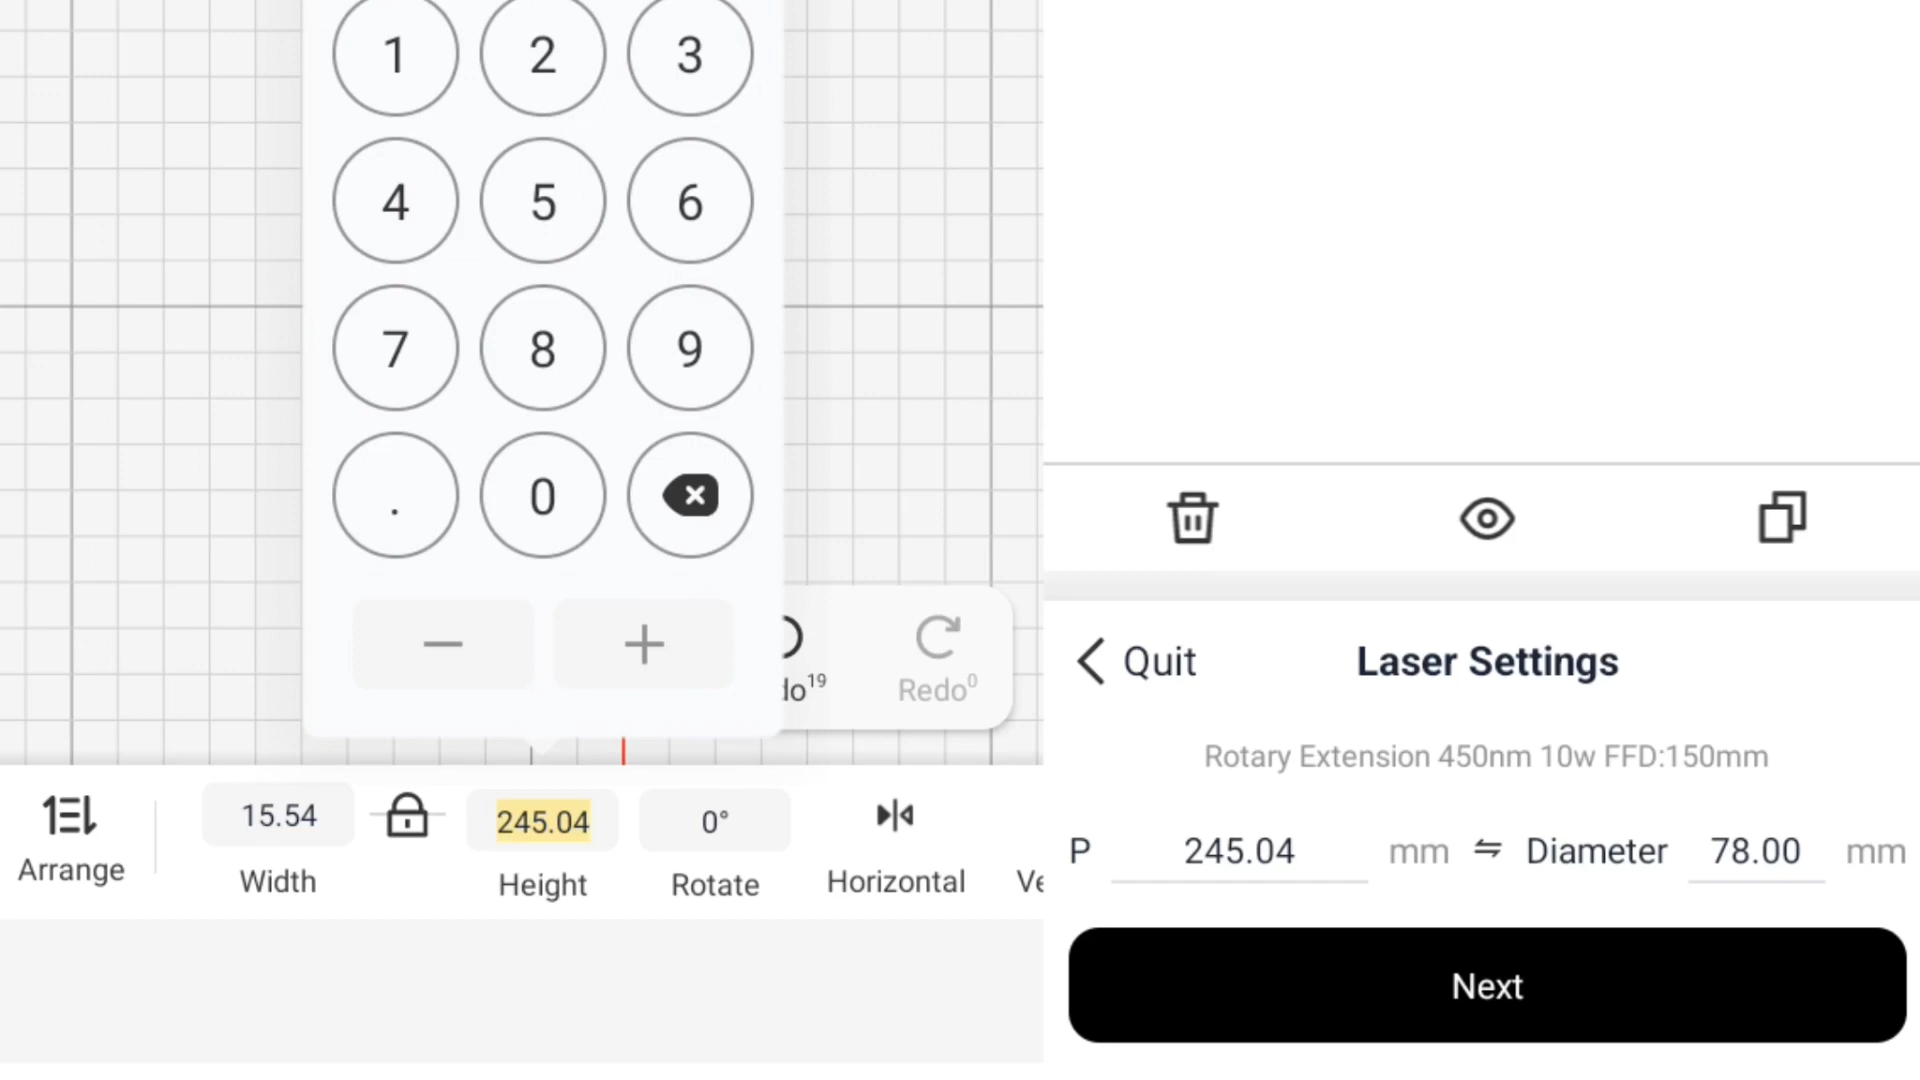 1 2 3
4 5 6
7 8 9
. 0
− +
do19 Redo0
15.54 245.04 0°
Arrange Width Height Rotate Horizontal Ve
Quit Laser Settings
Rotary Extension 450nm 10w FFD:150mm
P 245.04 mm ⇋ Diameter 78.00 mm
Next